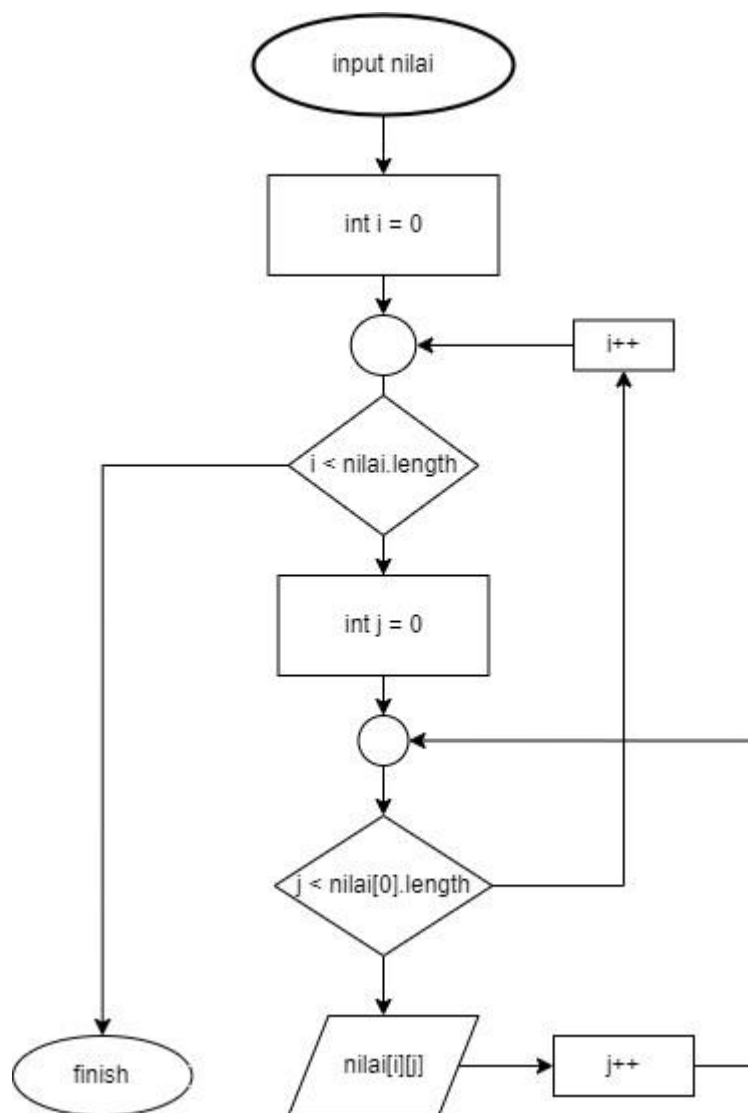 input nilai
int i = 0
i++
i < nilai.length
int j = 0
j < nilai[0].length
nilai[i][j]
j++
finish